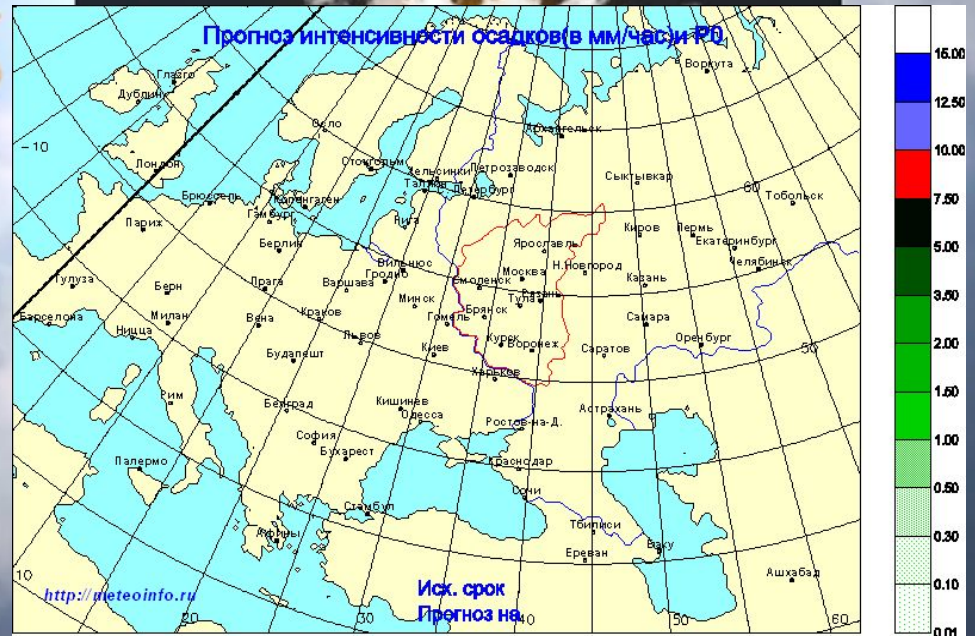 Прогноз интенсивности осадков(в мм/час)и P0
Воркута
Глазго
Дублин
Осло
Архангельск
-10
Лондон
Стокгольм
Хельсинки
Петрозаводск
Таллин
Петербург
Сыктывкар
60
Тобольск
Брюссель
Копенгаген
Гамбург
Париж
Рига
Киров
Пермь
Екатеринбург
Берлин
Ярославль
Челябинск
Вильнюс
Гродно
Смоленск
Москва
Н.Новгород
Казань
Тулуза
Берн
Прага
Варшава
Минск
Тула
Рязань
Барселона
Милан
Вена
Краков
Гомель
Брянск
Самара
Ницца
Львов
Киев
Курск
Воронеж
Саратов
Оренбург
50
Будапешт
Харьков
Рим
Белград
Кишинев
Одесса
Ростов-на-Д.
Астрахань
София
Бухарест
Палермо
Краснодар
Сочи
Стамбул
Афины
Тбилиси
Баку
Ереван
Ашхабад
10
http://meteoinfo.ru
Исх. срок
Прогноз на
20
30
40
50
60
16.00
12.50
10.00
7.50
5.00
3.50
2.00
1.50
1.00
0.50
0.30
0.10
0.01